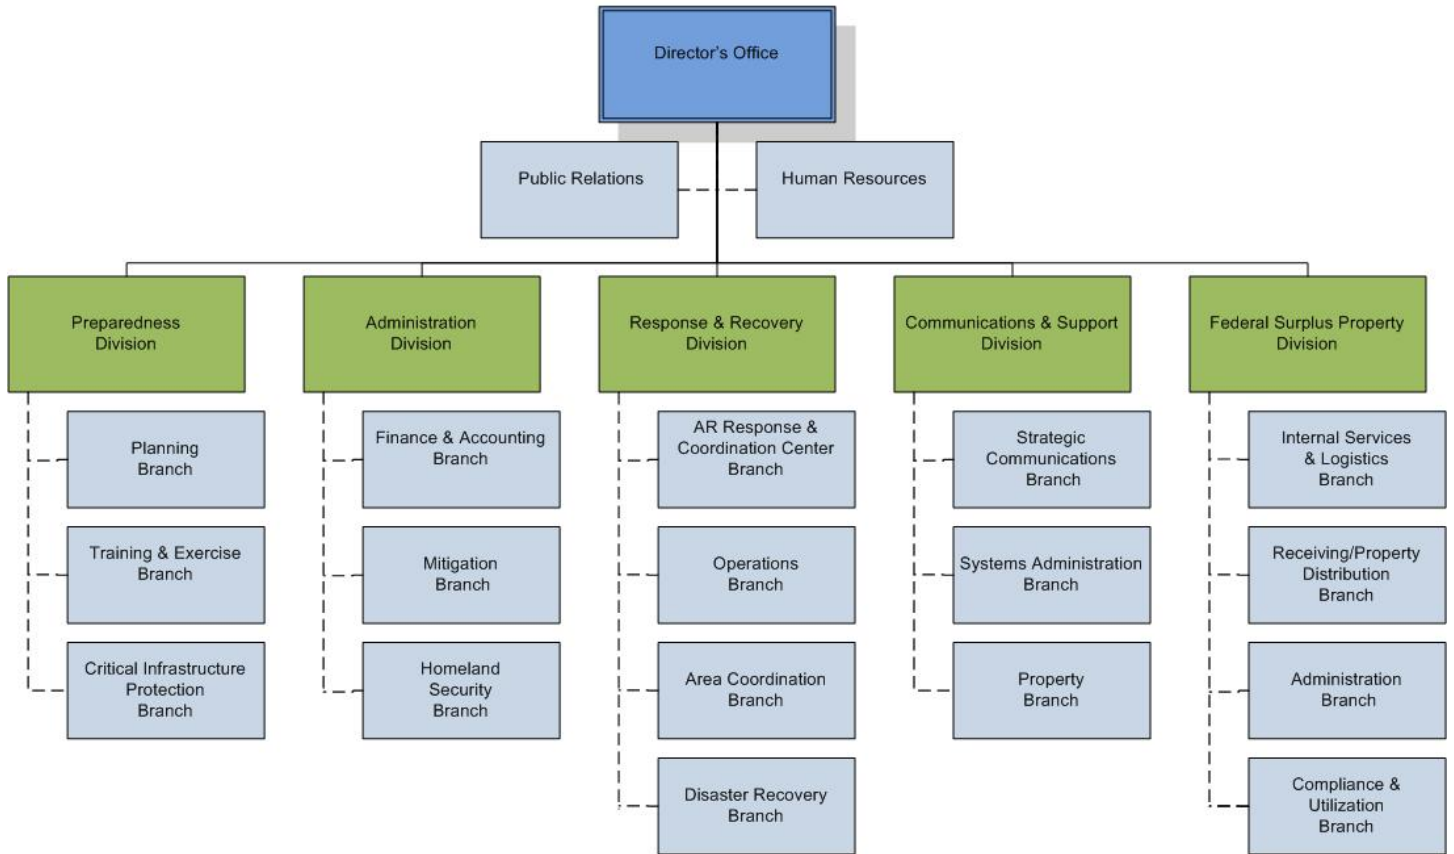 Director's Office
Public Relations
Human Resources
Preparedness
Division
Administration
Division
Response & Recovery
Division
Communications & Support
Division
Federal Surplus Property
Division
Planning
Branch
Finance & Accounting
Branch
AR Response &
Coordination Center
Branch
Strategic
Communications
Branch
Internal Services
& Logistics
Branch
Training & Exercise
Branch
Mitigation
Branch
Operations
Branch
Systems Administration
Branch
Receiving/Property
Distribution
Branch
Critical Infrastructure
Protection
Branch
Homeland
Security
Branch
Area Coordination
Branch
Property
Branch
Administration
Branch
Disaster Recovery
Branch
Compliance &
Utilization
Branch